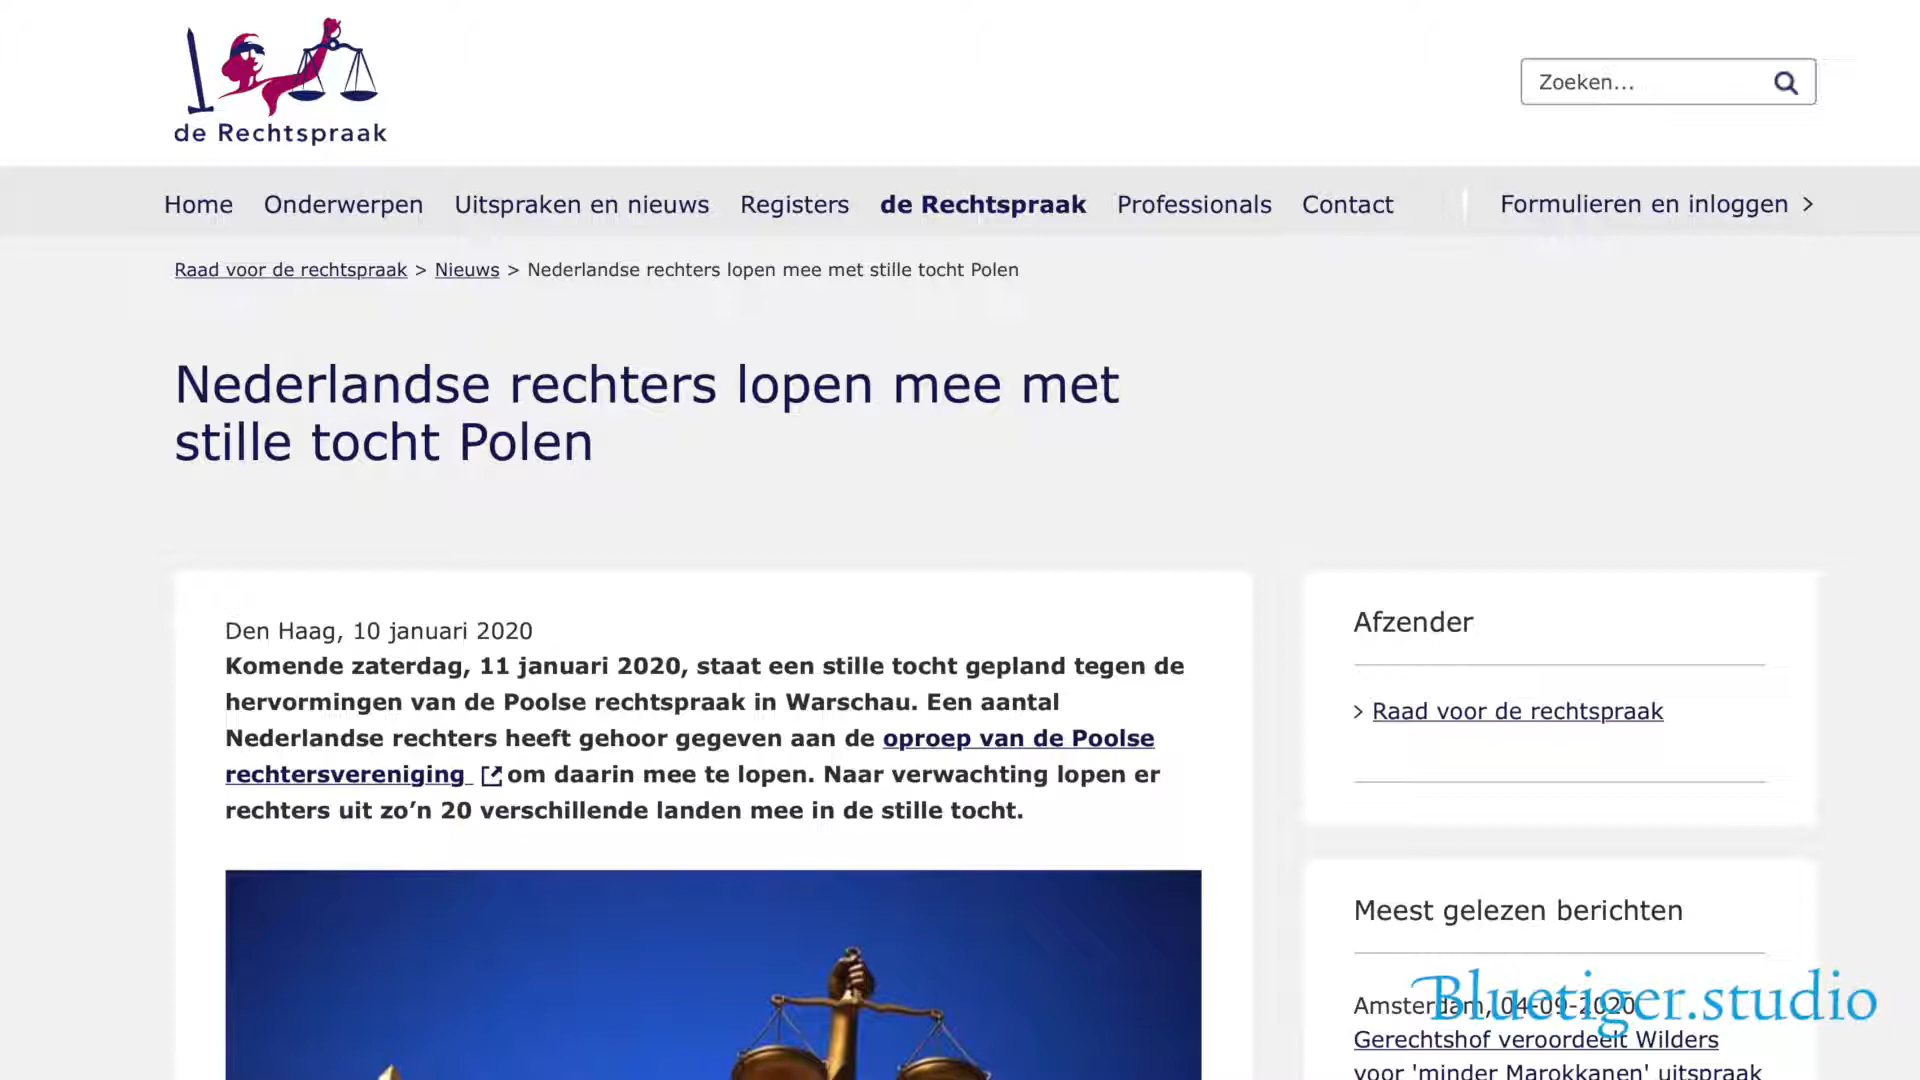 de Rechtspraak
Zoeken...
Home Onderwerpen Uitspraken en nieuws Registers de Rechtspraak Professionals Contact Formulieren en inloggen >
Raad voor de rechtspraak > Nieuws > Nederlandse rechters lopen mee met stille tocht Polen
Nederlandse rechters lopen mee met
stille tocht Polen
Den Haag, 10 januari 2020
Komende zaterdag, 11 januari 2020, staat een stille tocht gepland tegen de
hervormingen van de Poolse rechtspraak in Warschau. Een aantal
Nederlandse rechters heeft gehoor gegeven aan de oproep van de Poolse
rechtersvereniging om daarin mee te lopen. Naar verwachting lopen er
rechters uit zo’n 20 verschillende landen mee in de stille tocht.
Afzender
> Raad voor de rechtspraak
Meest gelezen berichten
Amsterdam, 04-09-2020
Gerechtshof veroordeelt Wilders
voor 'minder Marokkanen' uitspraak
Bluetiger.studio